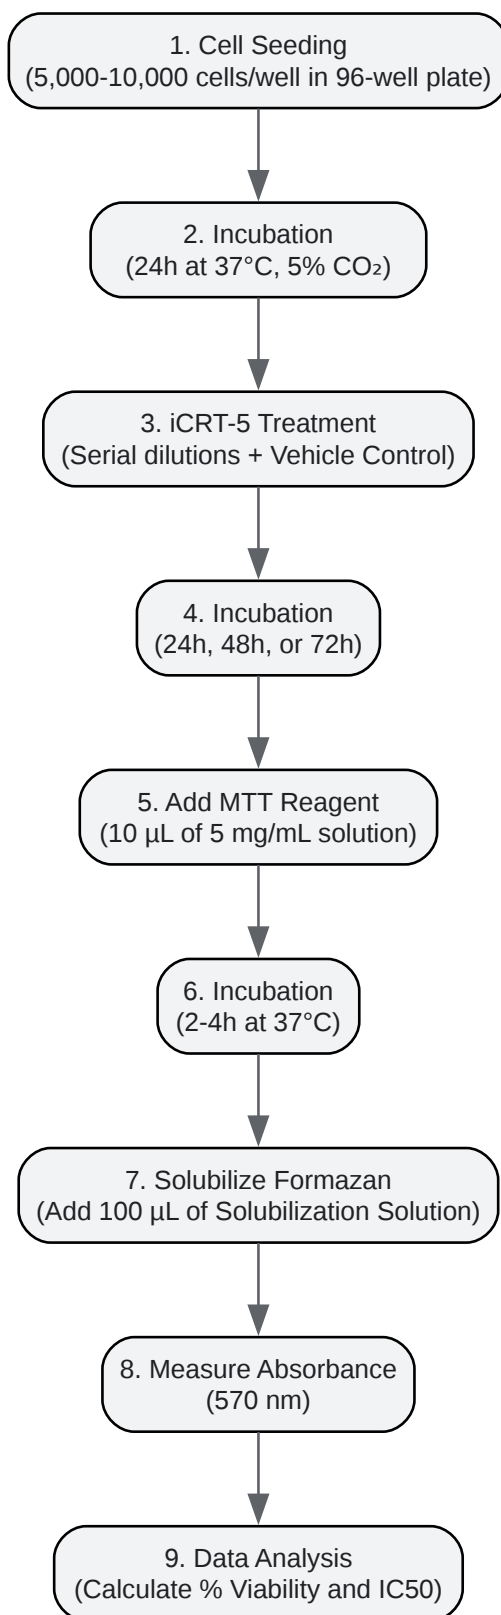 1. Cell Seeding
(5,000-10,000 cells/well in 96-well plate)
2. Incubation
(24h at 37°C, 5% CO₂)
3. iCRT-5 Treatment
(Serial dilutions + Vehicle Control)
4. Incubation
(24h, 48h, or 72h)
5. Add MTT Reagent
(10 µL of 5 mg/mL solution)
6. Incubation
(2-4h at 37°C)
7. Solubilize Formazan
(Add 100 µL of Solubilization Solution)
8. Measure Absorbance
(570 nm)
9. Data Analysis
(Calculate % Viability and IC50)